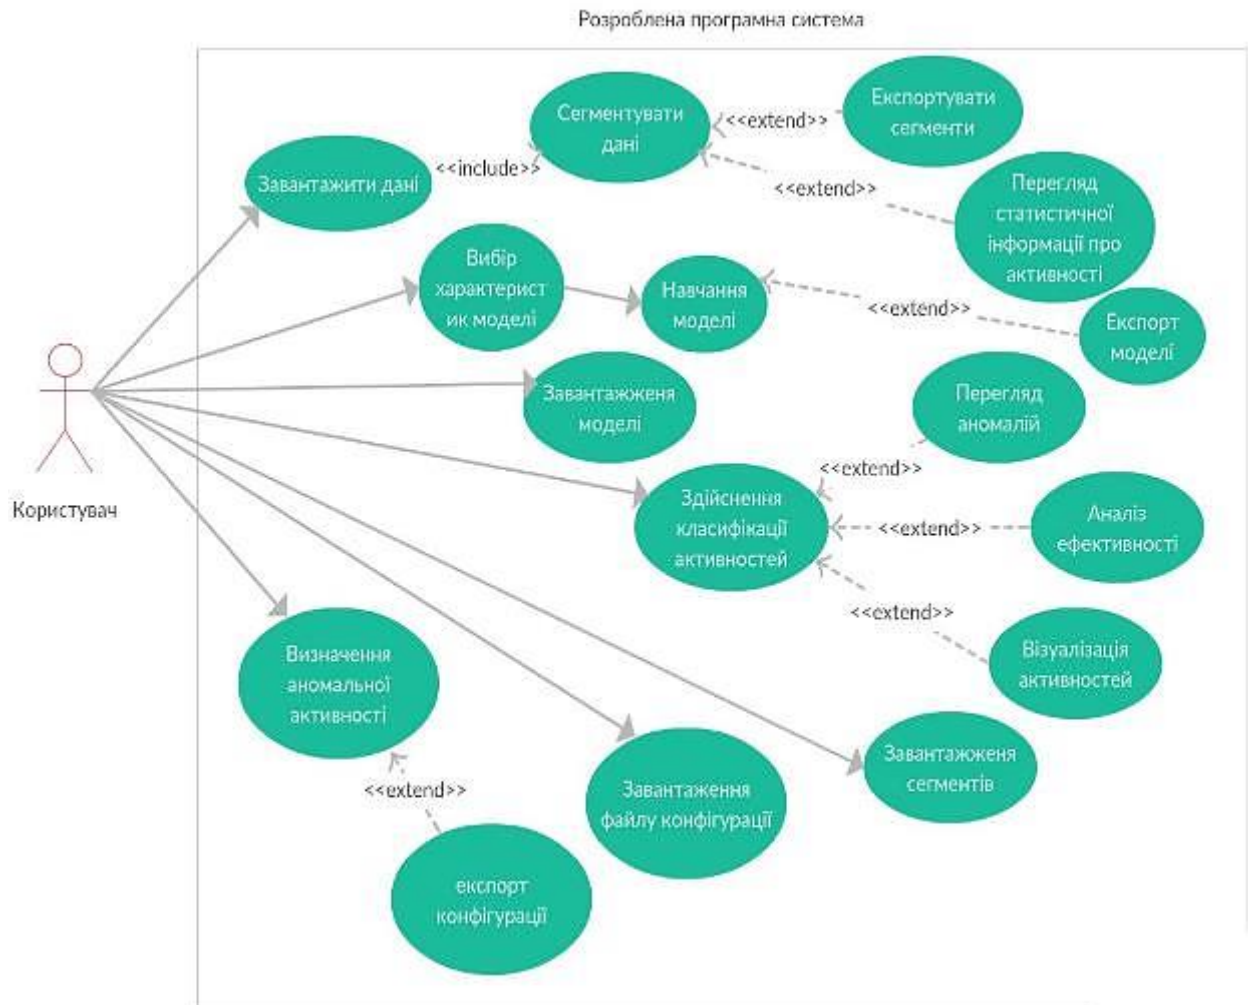 Розроблена програмна система
Сегментувати
дані
<<extend>>
Експортувати
сегменти
Завантажити дані
<<include>>
<<extend>>
Перегляд
статистичної
інформації про
активності
Вибір
характерист
ик моделі
Навчання
моделі
<<extend>>
Експорт
моделі
Завантажженя
моделі
Перегляд
аномалій
<<extend>>
Користувач
Здійснення
класифікації
активностей
<<extend>>
Аналіз
ефективності
<<extend>>
Візуалізація
активностей
Визначення
аномальної
активності
<<extend>>
Завантаження
файлу конфігурації
Завантажженя
сегментів
експорт
конфігурації